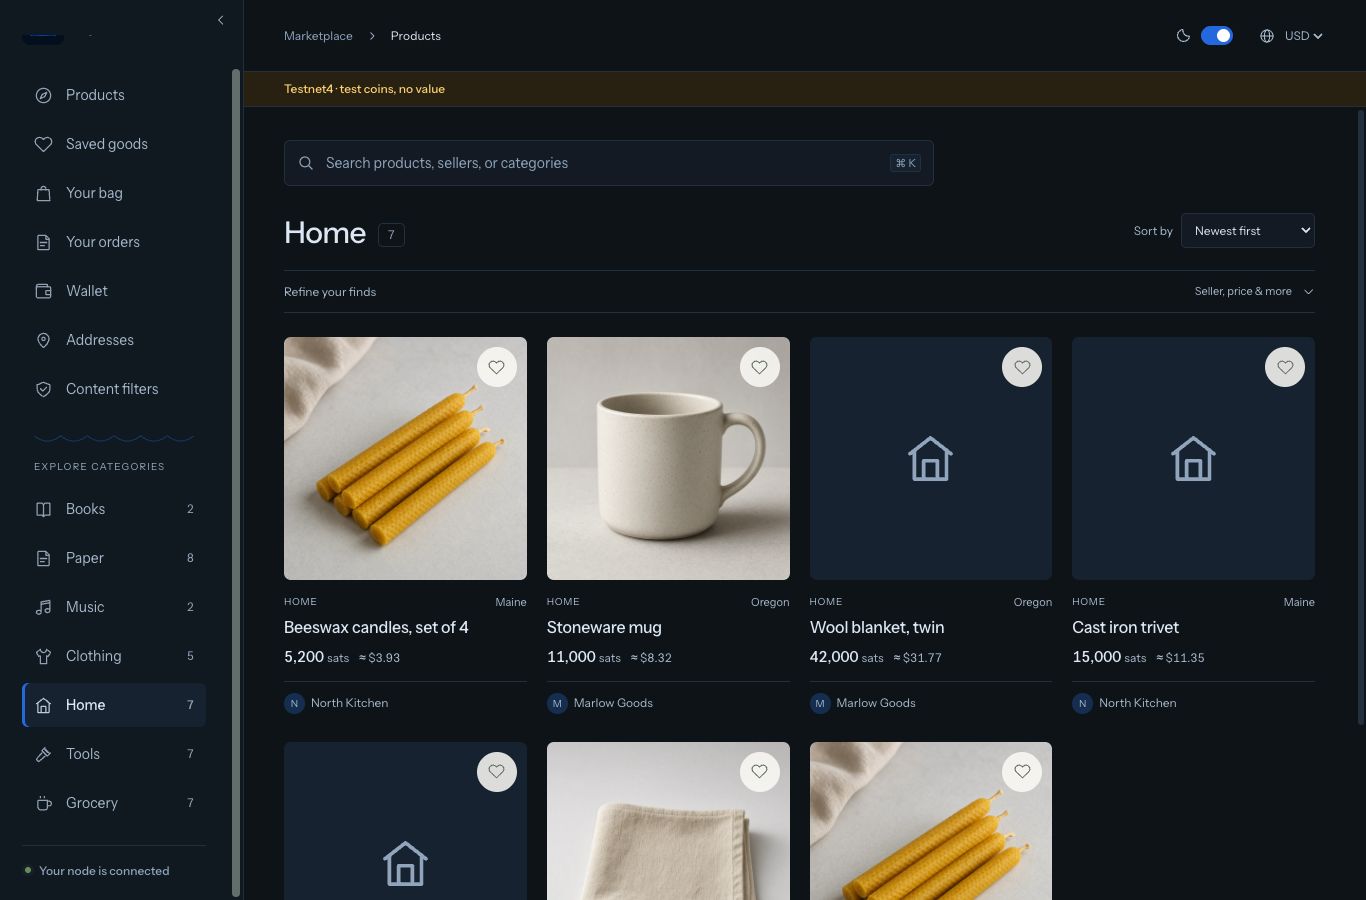 Marketplace > Products
USD
Testnet4 · test coins, no value
Products
Saved goods
Your bag
Your orders
Wallet
Addresses
Content filters
EXPLORE CATEGORIES
Books 2
Paper 8
Music 2
Clothing 5
Home 7
Tools 7
Grocery 7
Your node is connected
Search products, sellers, or categories ⌘ K
Home 7
Sort by Newest first
Refine your finds
Seller, price & more
HOME Maine
Beeswax candles, set of 4
5,200 sats ≈ $3.93
N North Kitchen
HOME Oregon
Stoneware mug
11,000 sats ≈ $8.32
M Marlow Goods
HOME Oregon
Wool blanket, twin
42,000 sats ≈ $31.77
M Marlow Goods
HOME Maine
Cast iron trivet
15,000 sats ≈ $11.35
N North Kitchen